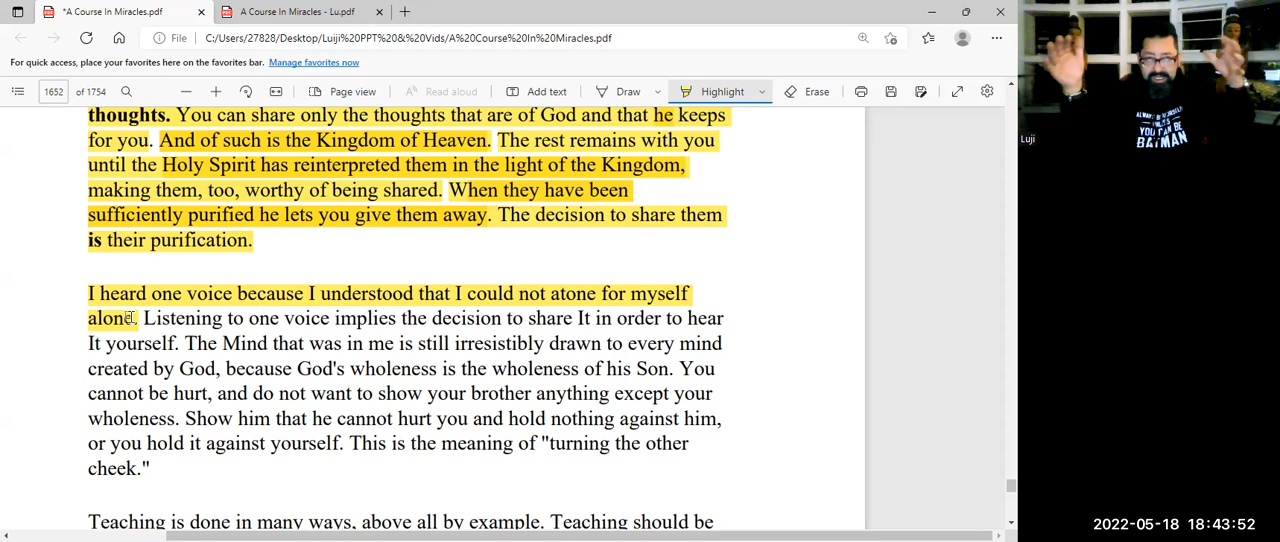 *A Course In Miracles.pdf
A Course In Miracles - Lu.pdf
File
C:/Users/27828/Desktop/Luiji%20PPT%20&%20Vids/A%20Course%20In%20Miracles.pdf
For quick access, place your favorites here on the favorites bar. Manage favorites now
1652 of 1754
Page view
Read aloud
Add text
Draw
Highlight
Erase
thoughts. You can share only the thoughts that are of God and that he keeps
for you. And of such is the Kingdom of Heaven. The rest remains with you
until the Holy Spirit has reinterpreted them in the light of the Kingdom,
making them, too, worthy of being shared. When they have been
sufficiently purified he lets you give them away. The decision to share them
is their purification.
I heard one voice because I understood that I could not atone for myself
alone. Listening to one voice implies the decision to share It in order to hear
It yourself. The Mind that was in me is still irresistibly drawn to every mind
created by God, because God's wholeness is the wholeness of his Son. You
cannot be hurt, and do not want to show your brother anything except your
wholeness. Show him that he cannot hurt you and hold nothing against him,
or you hold it against yourself. This is the meaning of "turning the other
cheek."
Teaching is done in many ways, above all by example. Teaching should be
YOU CAN BE
BATMAN
Luji
2022-05-18 18:43:52